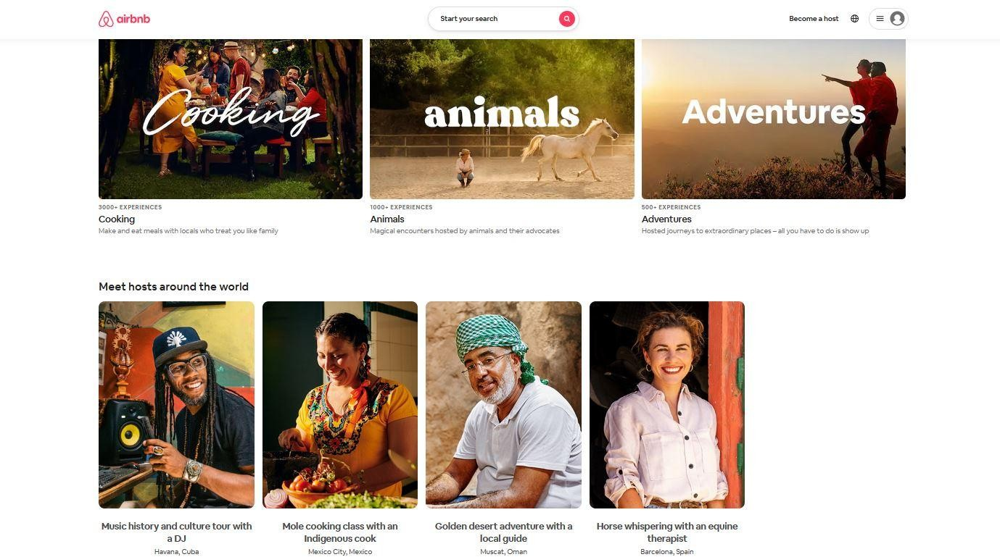 airbnb
Start your search
Become a host
Cooking
animals
Adventures
3000+ EXPERIENCES
Cooking
Make and eat meals with locals who treat you like family
1000+ EXPERIENCES
Animals
Magical encounters hosted by animals and their advocates
500+ EXPERIENCES
Adventures
Hosted journeys to extraordinary places – all you have to do is show up
Meet hosts around the world
Music history and culture tour with
a DJ
Havana, Cuba
Mole cooking class with an
Indigenous cook
Mexico City, Mexico
Golden desert adventure with a
local guide
Muscat, Oman
Horse whispering with an equine
therapist
Barcelona, Spain